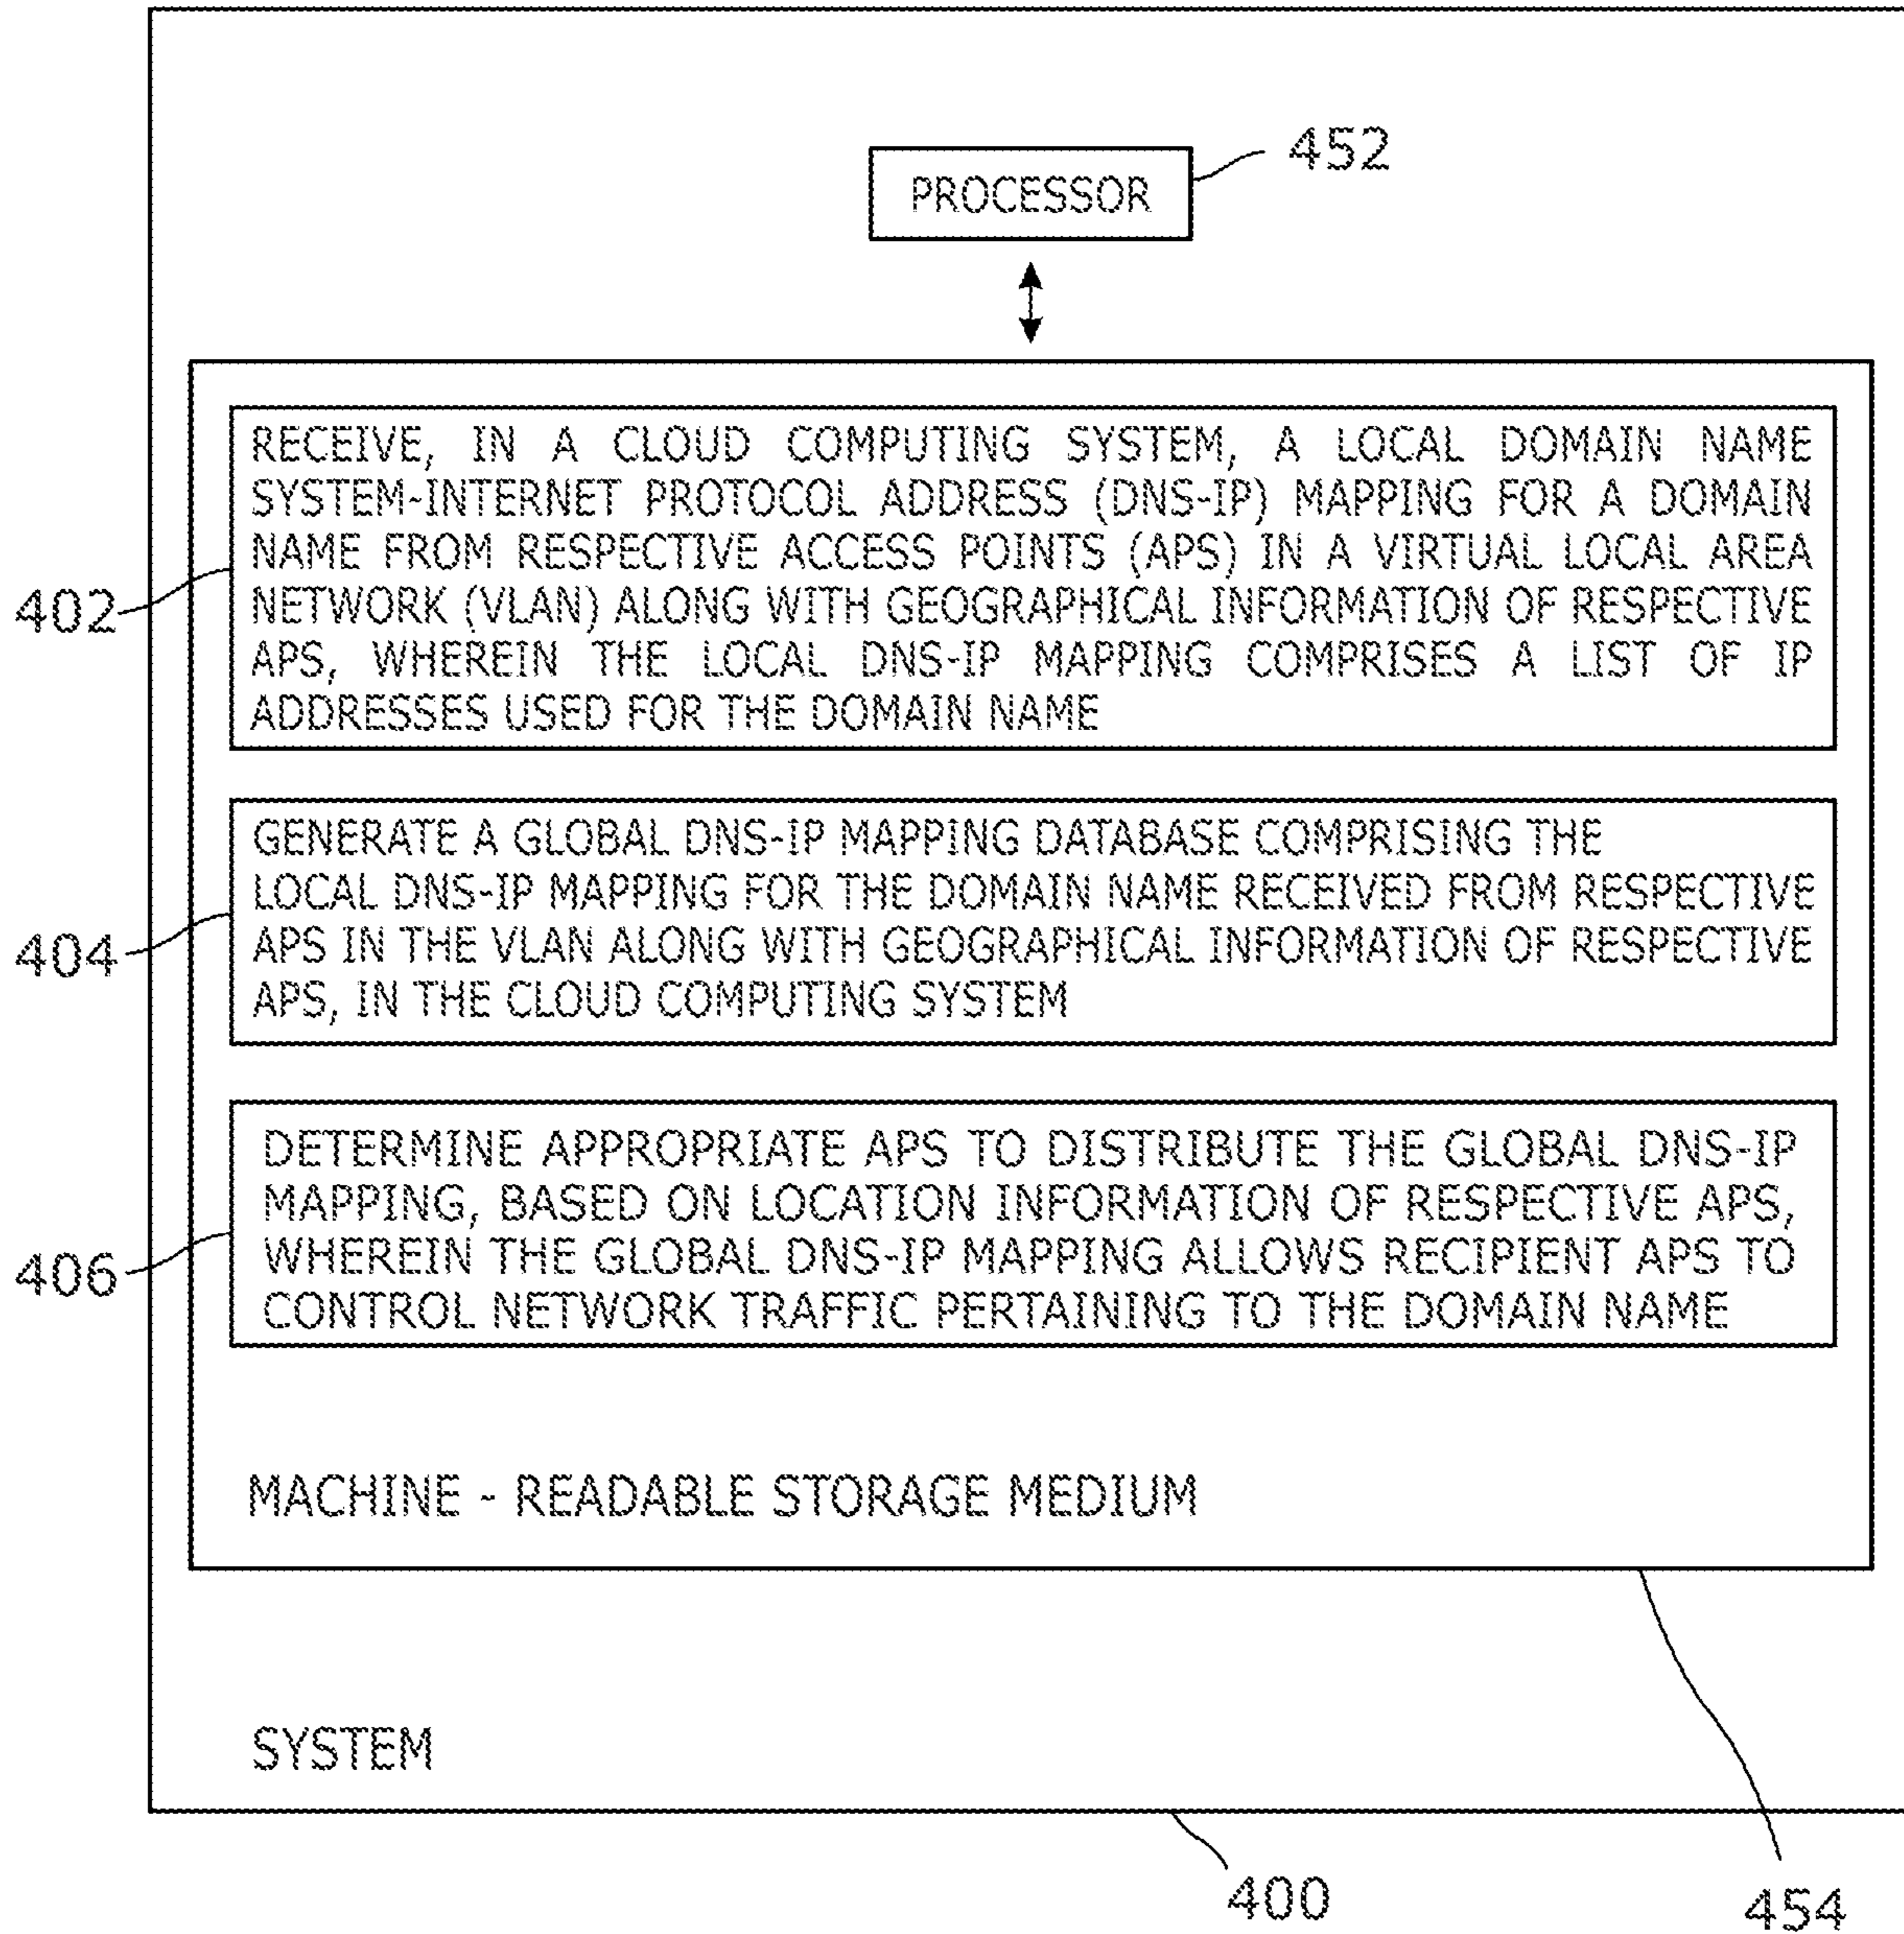 452
PROCESSOR
RECEIVE, IN A CLOUD COMPUTING SYSTEM, A LOCAL DOMAIN NAME
SYSTEM-INTERNET PROTOCOL ADDRESS (DNS-IP) MAPPING FOR A DOMAIN
NAME FROM RESPECTIVE ACCESS POINTS (APS) IN A VIRTUAL LOCAL AREA
NETWORK (VLAN) ALONG WITH GEOGRAPHICAL INFORMATION OF RESPECTIVE
APS, WHEREIN THE LOCAL DNS-IP MAPPING COMPRISES A LIST OF IP
ADDRESSES USED FOR THE DOMAIN NAME
402
GENERATE A GLOBAL DNS-IP MAPPING DATABASE COMPRISING THE
LOCAL DNS-IP MAPPING FOR THE DOMAIN NAME RECEIVED FROM RESPECTIVE
APS IN THE VLAN ALONG WITH GEOGRAPHICAL INFORMATION OF RESPECTIVE
APS, IN THE CLOUD COMPUTING SYSTEM
404
DETERMINE APPROPRIATE APS TO DISTRIBUTE THE GLOBAL DNS-IP
MAPPING, BASED ON LOCATION INFORMATION OF RESPECTIVE APS,
WHEREIN THE GLOBAL DNS-IP MAPPING ALLOWS RECIPIENT APS TO
CONTROL NETWORK TRAFFIC PERTAINING TO THE DOMAIN NAME
406
MACHINE - READABLE STORAGE MEDIUM
SYSTEM
400
454